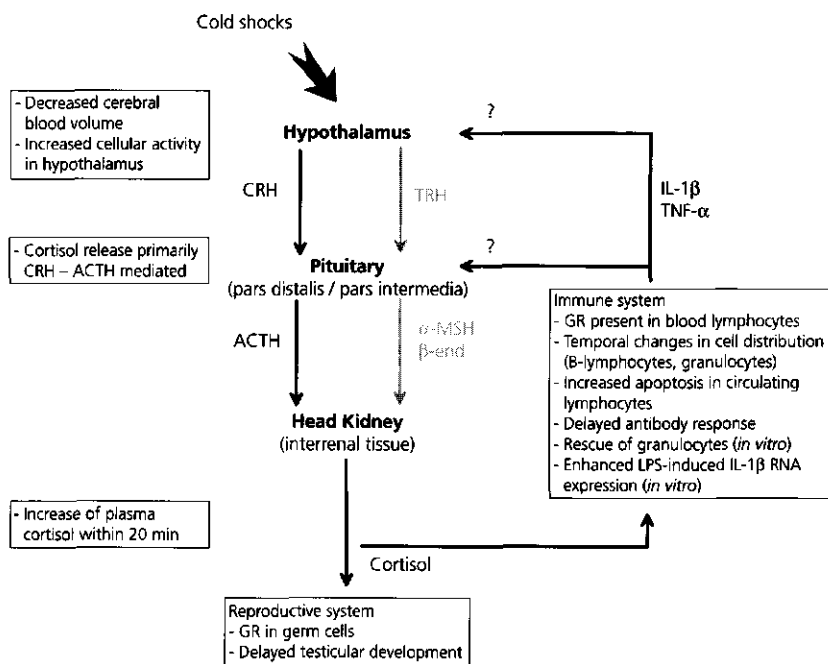 Cold shocks
- Decreased cerebral
blood volume
- Increased cellular activity
in hypothalamus
Hypothalamus
?
CRH
TRH
IL-1β
TNF-α
- Cortisol release primarily
CRH – ACTH mediated
Pituitary
(pars distalis / pars intermedia)
?
ACTH
α-MSH
β-end
Immune system
- GR present in blood lymphocytes
- Temporal changes in cell distribution
(B-lymphocytes, granulocytes)
- Increased apoptosis in circulating
lymphocytes
- Delayed antibody response
- Rescue of granulocytes (in vitro)
- Enhanced LPS-induced IL-1β RNA
expression (in vitro)
Head Kidney
(interrenal tissue)
- Increase of plasma
cortisol within 20 min
Cortisol
Reproductive system
- GR in germ cells
- Delayed testicular development